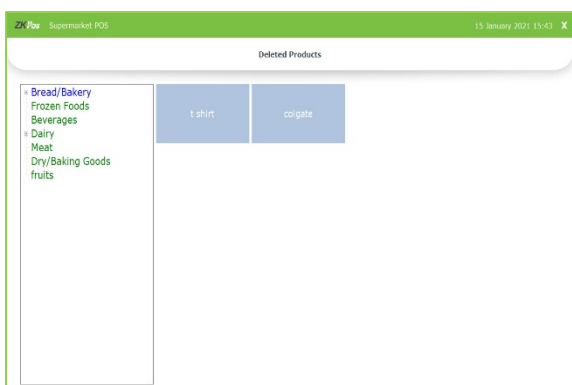 ZKPos Supermarket POS 15 January 2021 15:43 X
Deleted Products
Bread/Bakery
Frozen Foods
Beverages
Dairy
Meat
Dry/Baking Goods
fruits
t shirt
colgate